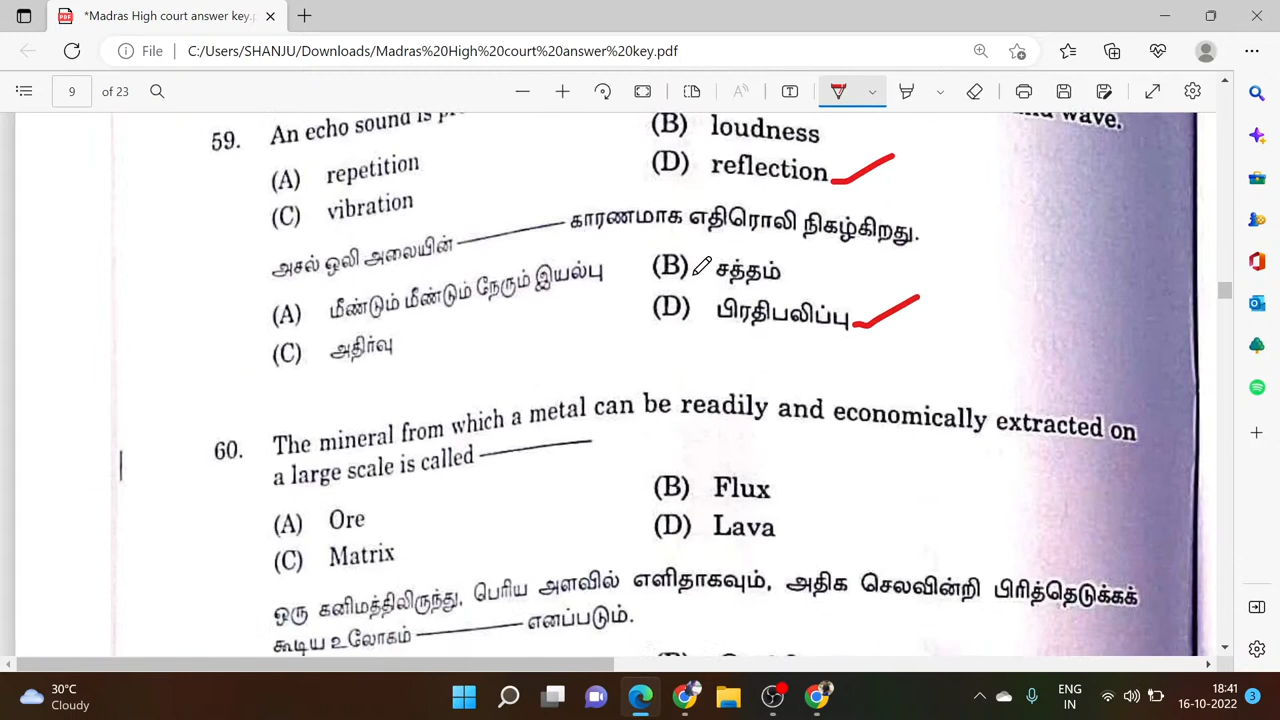 *Madras High court answer key.p
File C:/Users/SHANJU/Downloads/Madras%20High%20court%20answer%20key.pdf
9 of 23
59. An echo sound is wave.
(A) repetition (B) loudness
(C) vibration (D) reflection
அசல் ஒலி அலையின் காரணமாக எதிரொலி நிகழ்கிறது.
(A) மீண்டும் மீண்டும் நேரும் இயல்பு (B) சத்தம்
(C) அதிர்வு (D) பிரதிபலிப்பு
60. The mineral from which a metal can be readily and economically extracted on
a large scale is called
(A) Ore (B) Flux
(C) Matrix (D) Lava
ஒரு கனிமத்திலிருந்து, பெரிய அளவில் எளிதாகவும், அதிக செலவின்றி பிரித்தெடுக்கக்
கூடிய உலோகம் எனப்படும்.
30°C
Cloudy
ENG
IN
18:41
16-10-2022
3